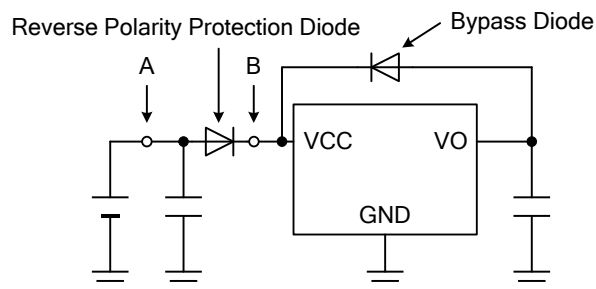 Reverse Polarity Protection Diode
Bypass Diode
A
B
VCC
VO
GND